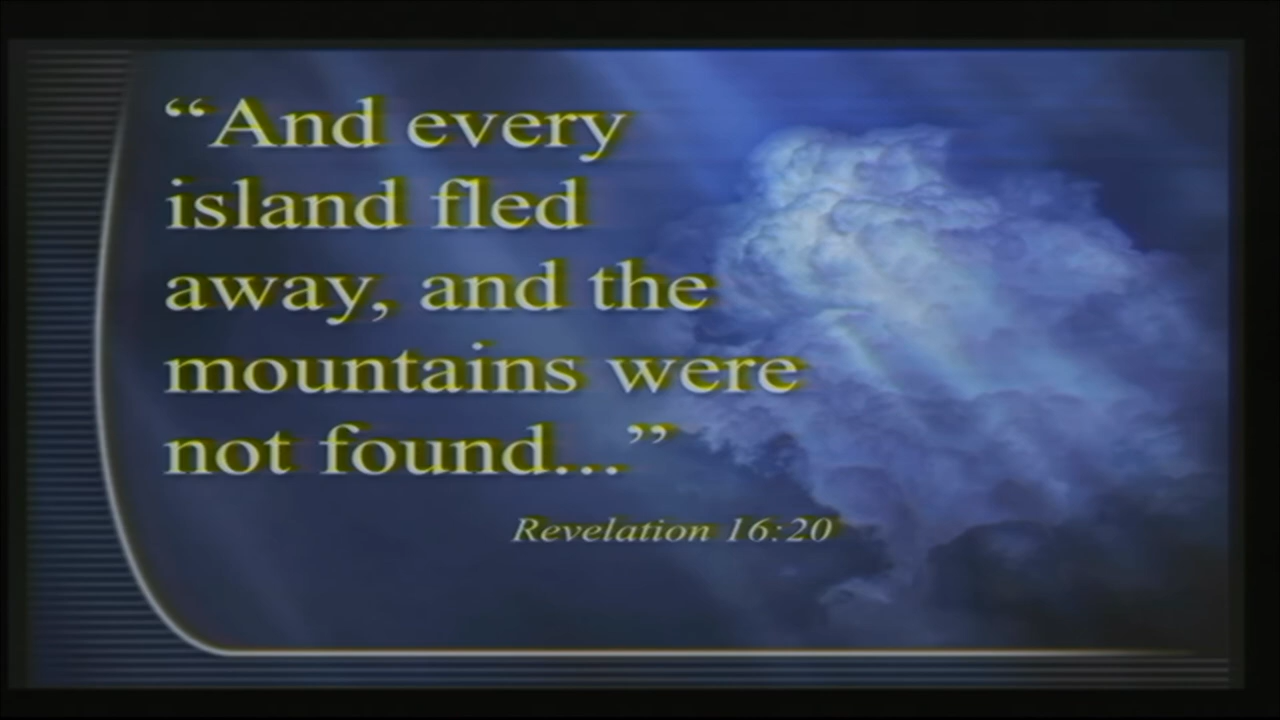 “And every
island fled
away, and the
mountains were
not found...”
Revelation 16:20